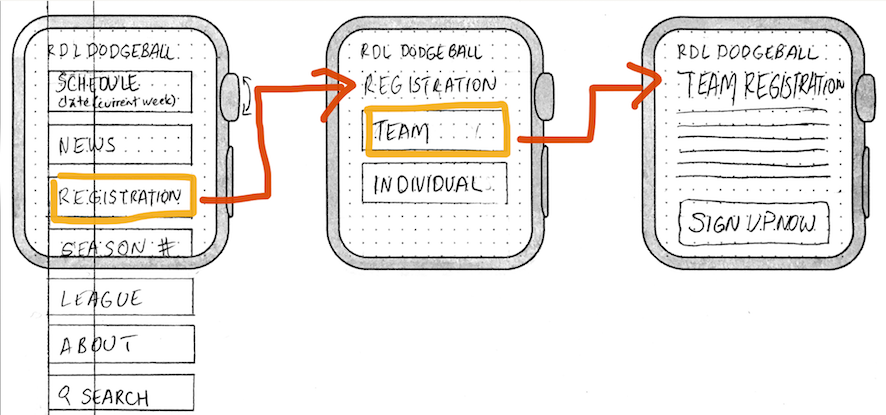 RDL DODGEBALL
SCHEDULE
date (current week)
NEWS
REGISTRATION
SEASON #
LEAGUE
ABOUT
SEARCH
RDL DODGEBALL
REGISTRATION
TEAM
INDIVIDUAL
RDL DODGEBALL
TEAM REGISTRATION
SIGN UP NOW